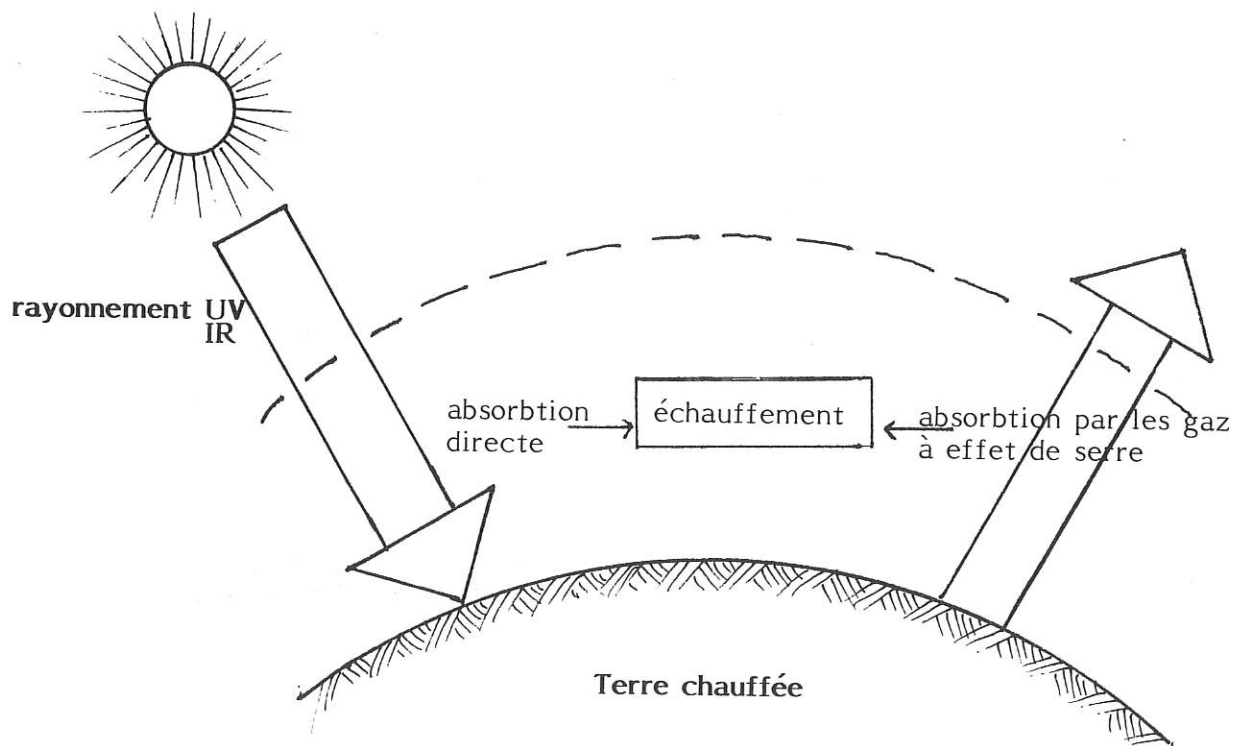 rayonnement UV
IR
absorbtion
directe
échauffement
absorbtion par les gaz
à effet de serre
Terre chauffée